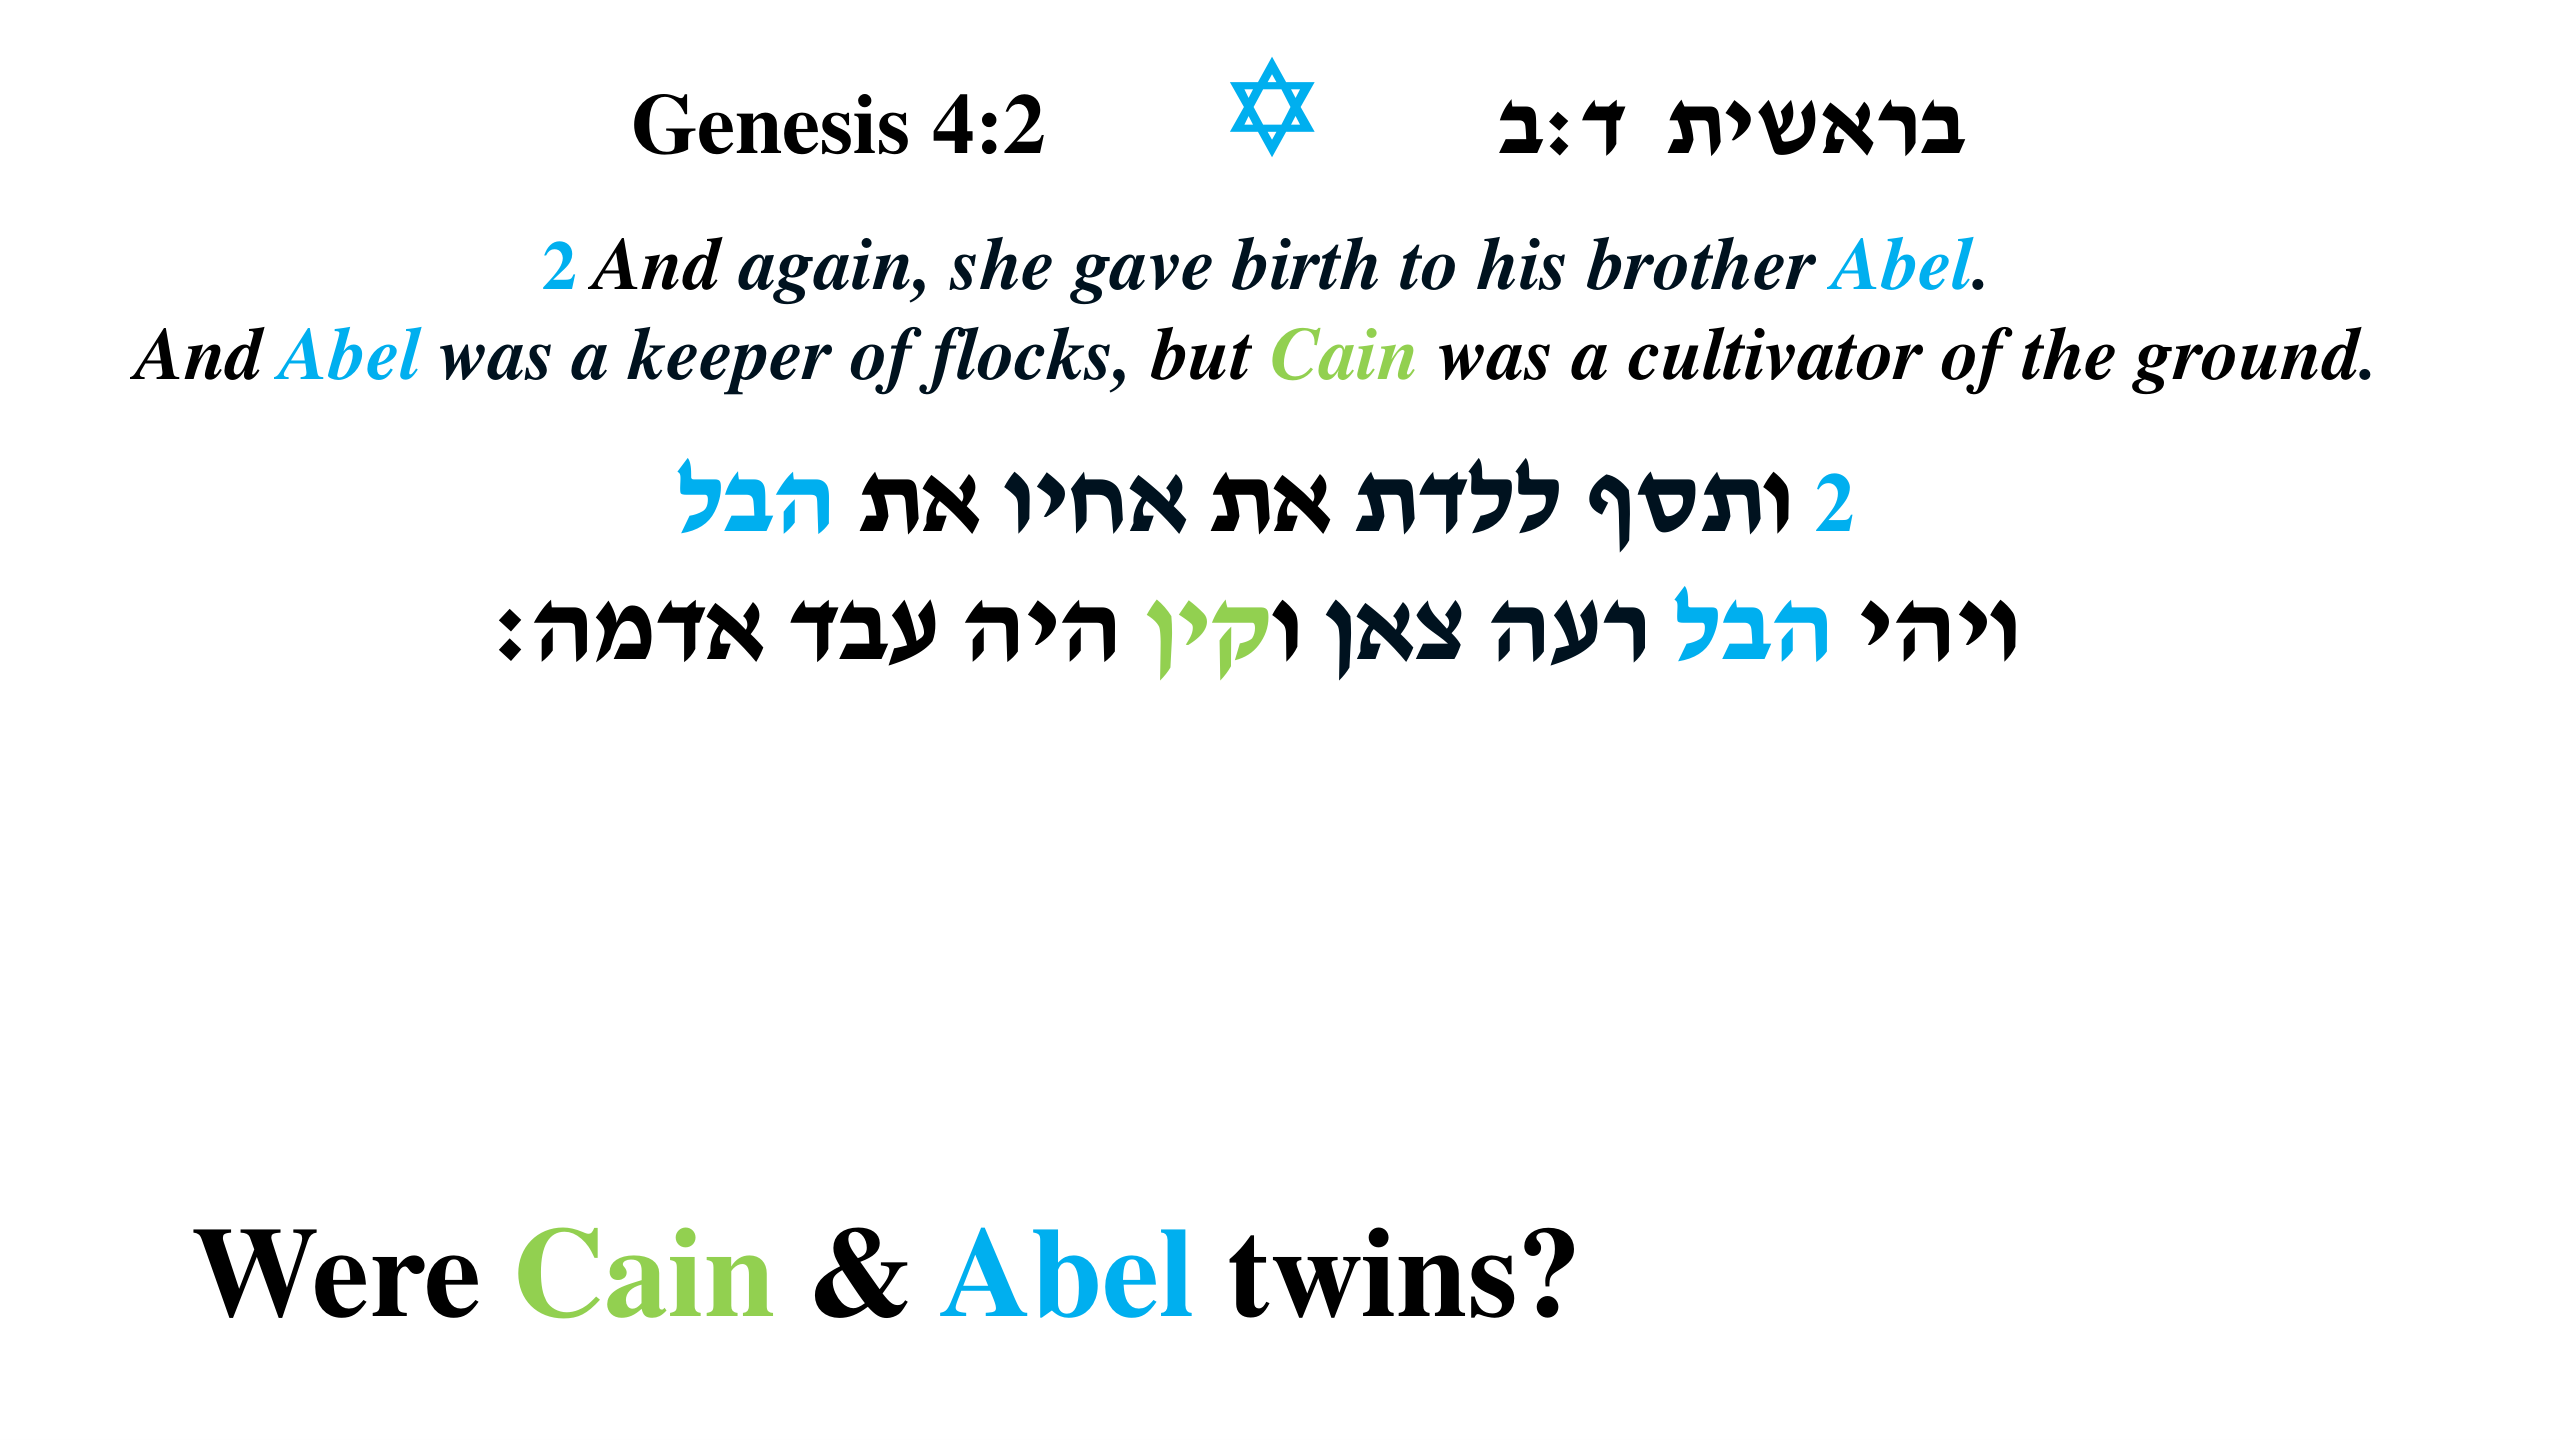 Genesis 4:2 ✡ בראשית ד:ב
2 And again, she gave birth to his brother Abel.
And Abel was a keeper of flocks, but Cain was a cultivator of the ground.
2 ותסף ללדת את אחיו את הבל
ויהי הבל רעה צאן וקין היה עבד אדמה:
Were Cain & Abel twins?